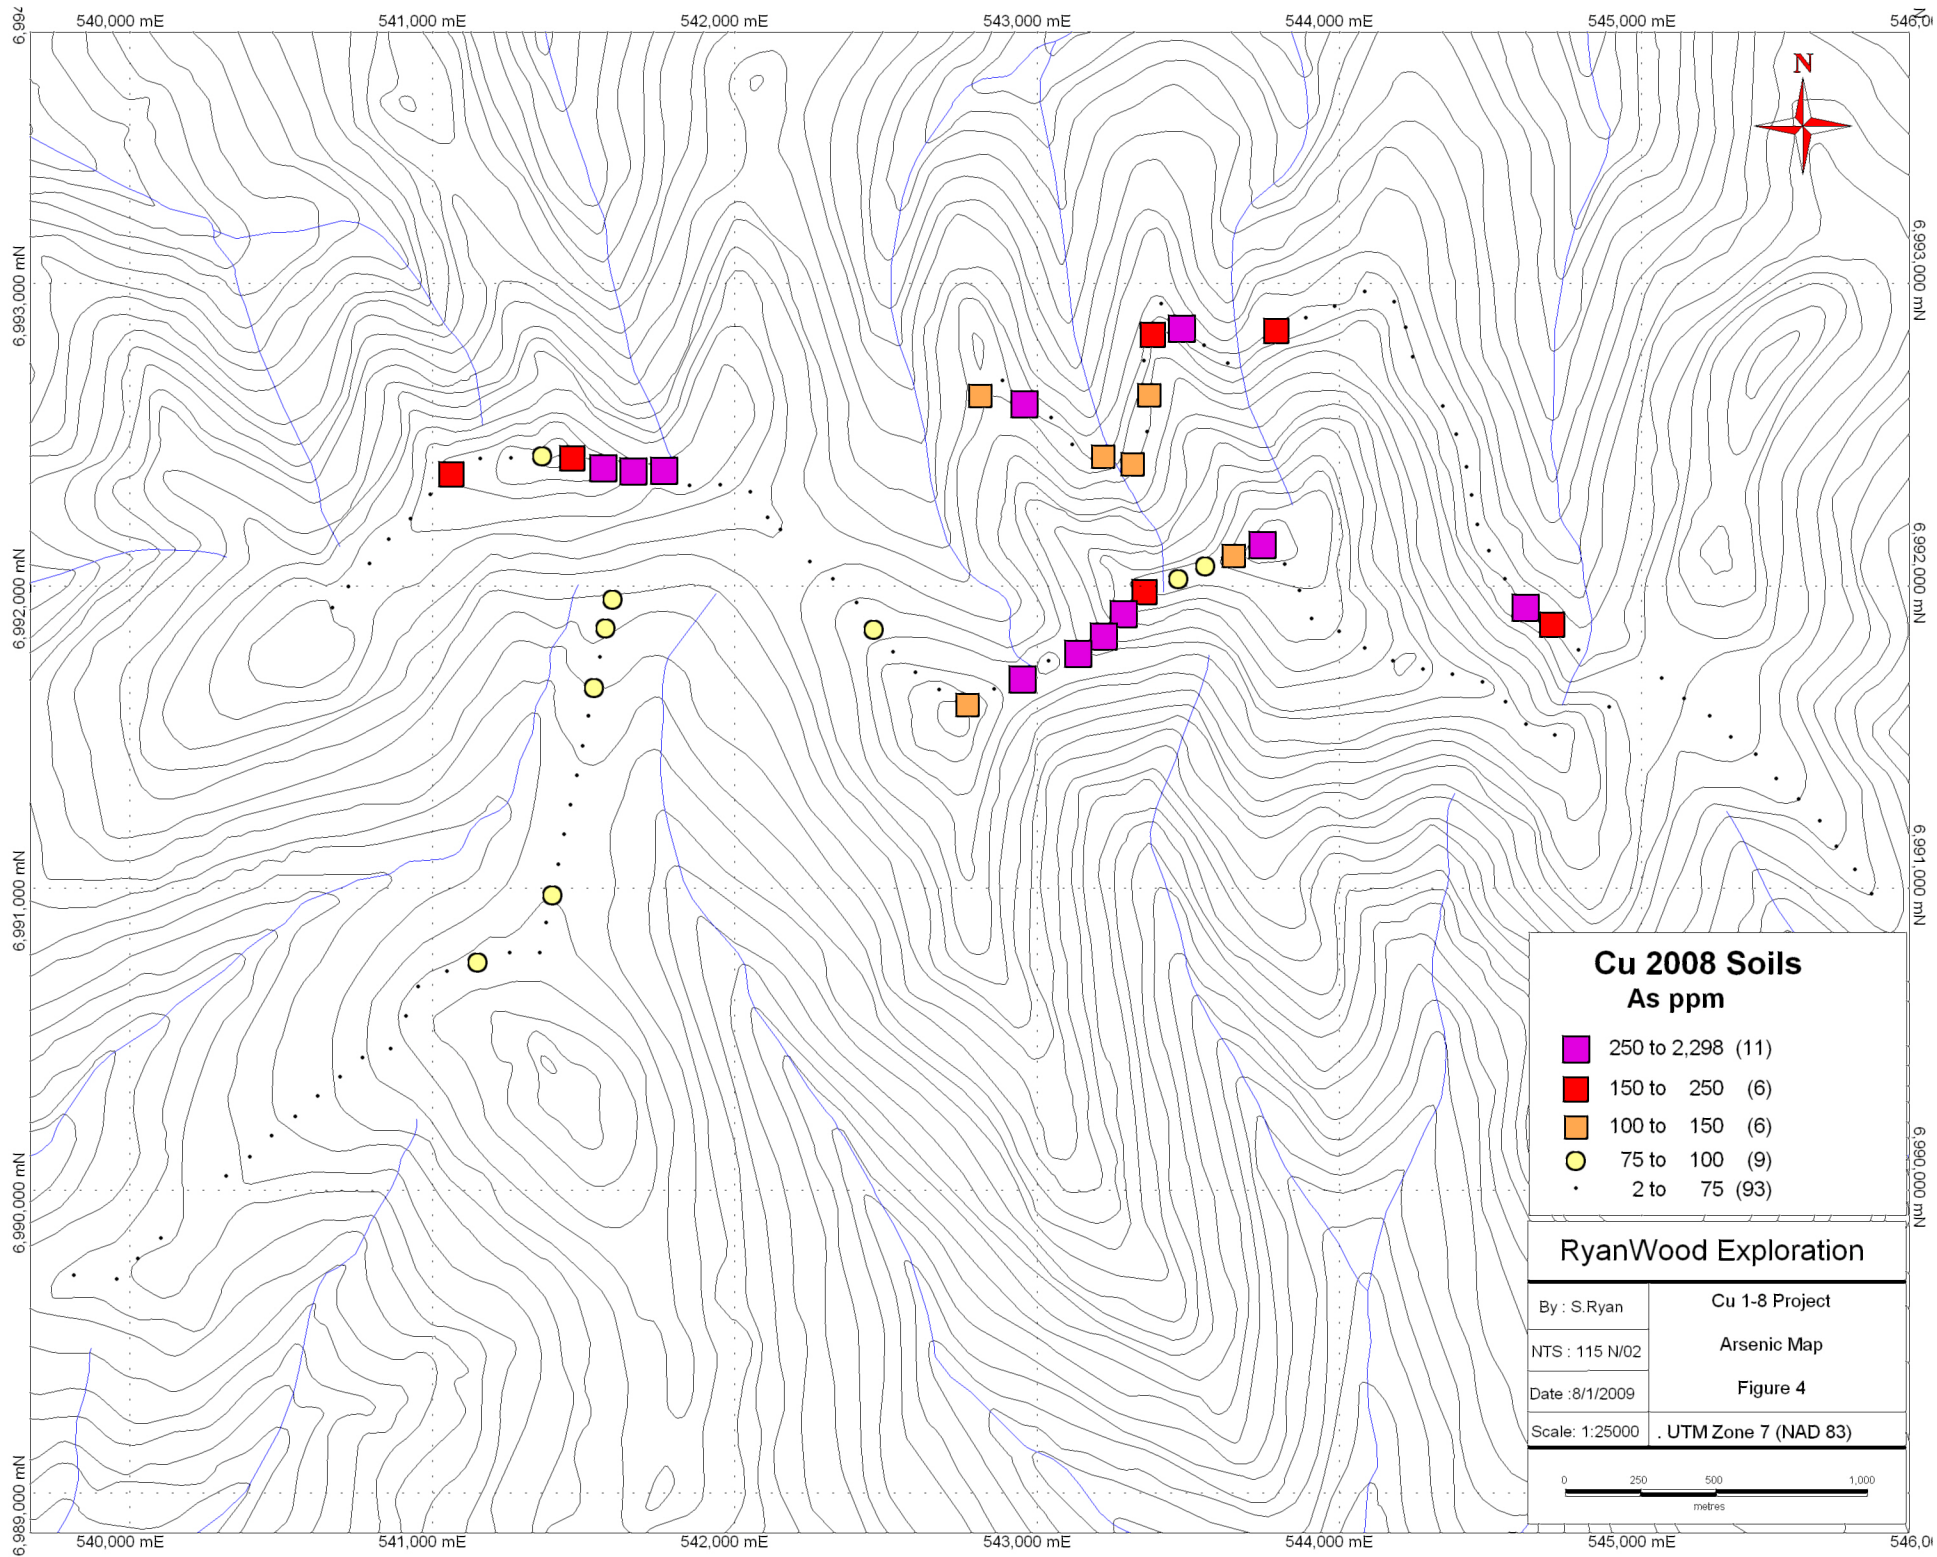 540,000 mE 541,000 mE 542,000 mE 543,000 mE 544,000 mE 545,000 mE
N
6,993,000 mN
6,993,000 mN
6,992,000 mN
6,992,000 mN
6,991,000 mN
6,991,000 mN
6,990,000 mN
6,990,000 mN
6,989,000 mN
Cu 2008 Soils
As ppm
250 to 2,298 (11)
150 to 250 (6)
100 to 150 (6)
75 to 100 (9)
2 to 75 (93)
RyanWood Exploration
By : S.Ryan
Cu 1-8 Project
NTS : 115 N/02
Arsenic Map
Date :8/1/2009
Figure 4
Scale: 1:25000
. UTM Zone 7 (NAD 83)
0 250 500 1,000
metres
540,000 mE 541,000 mE 542,000 mE 543,000 mE 544,000 mE 545,000 mE